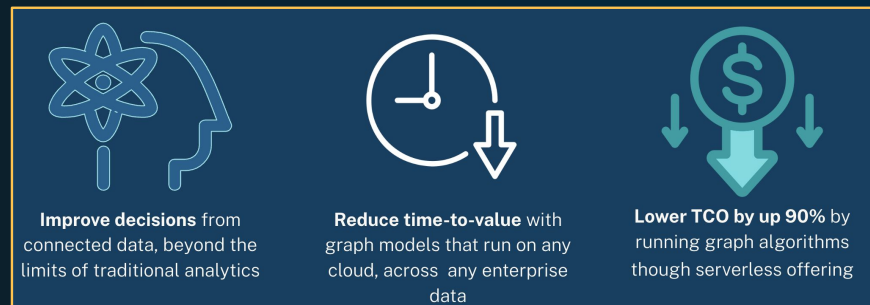 $
Improve decisions from
connected data, beyond the
limits of traditional analytics
Reduce time-to-value with
graph models that run on any
cloud, across any enterprise
data
Lower TCO by up 90% by
running graph algorithms
though serverless offering